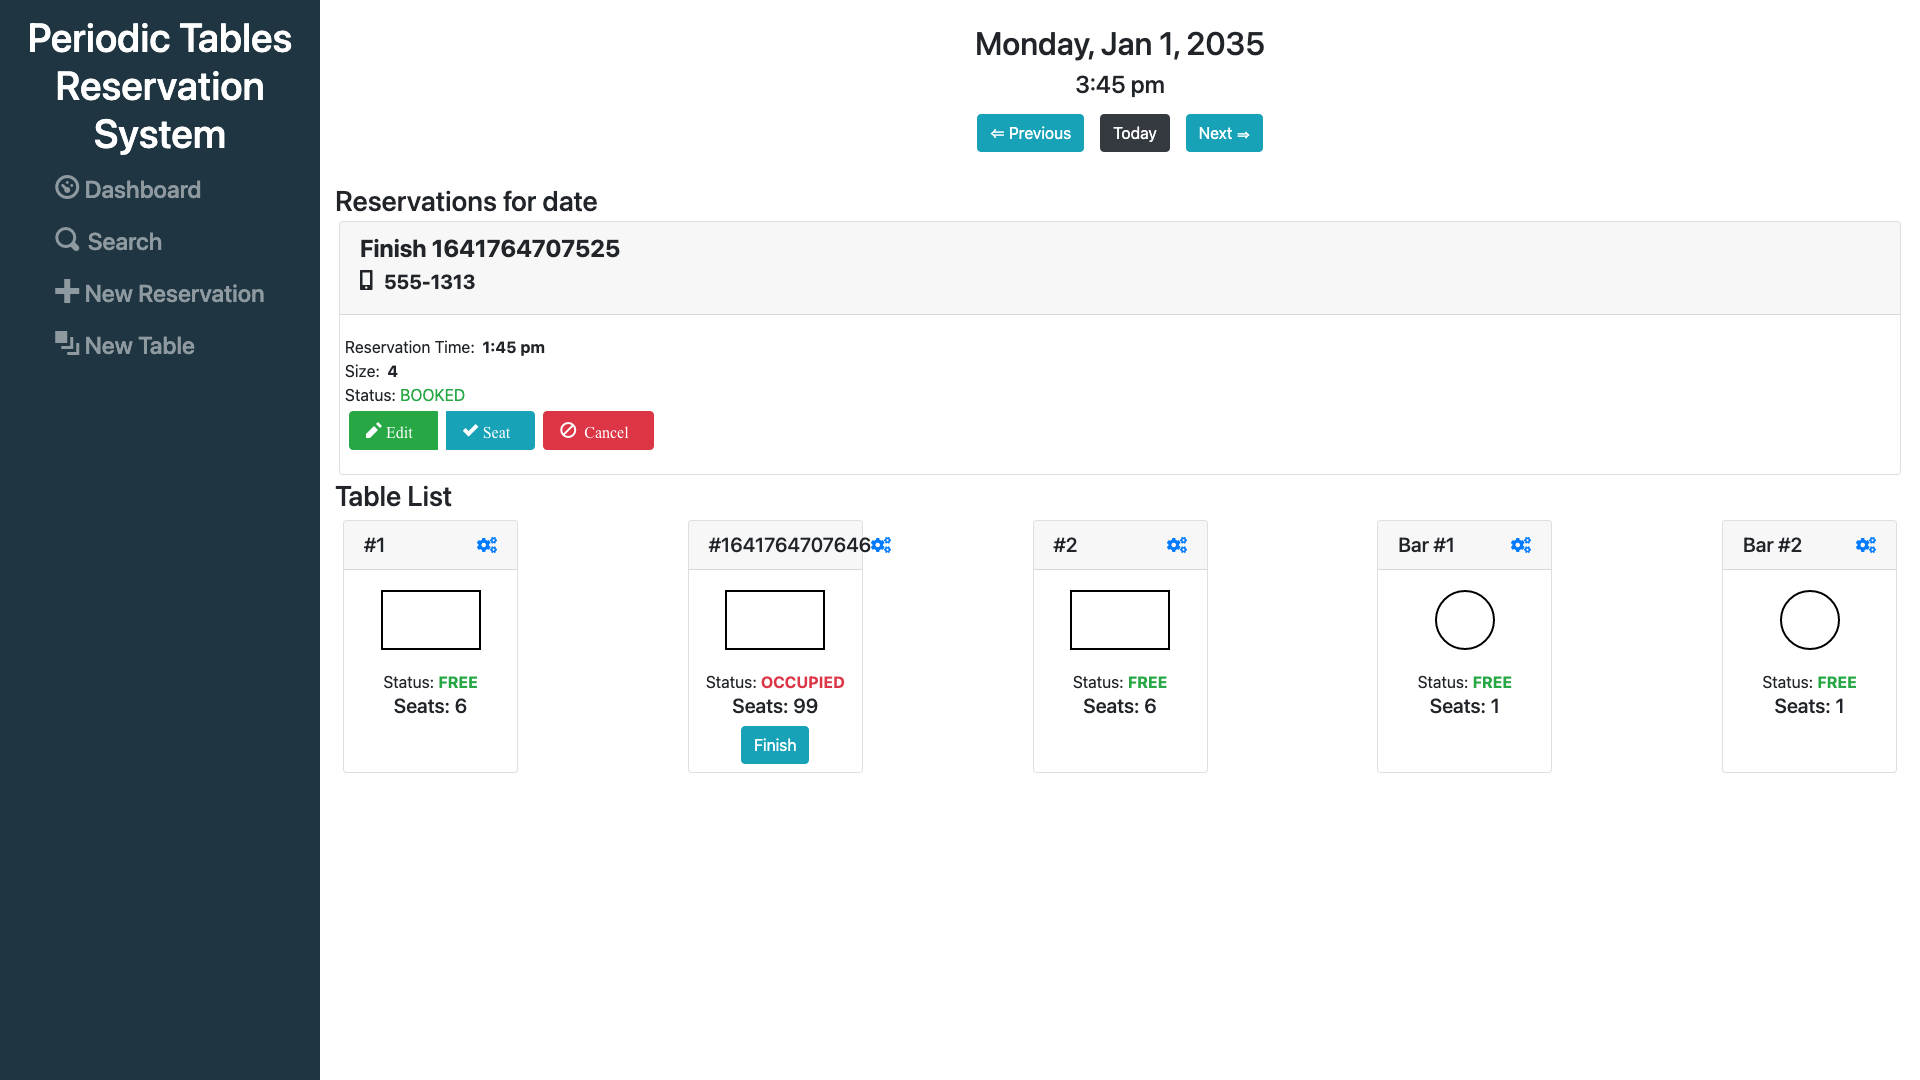 Periodic Tables
Reservation
System
Dashboard
Search
New Reservation
New Table
Monday, Jan 1, 2035
3:45 pm
⇐ Previous
Today
Next ⇒
Reservations for date
Finish 1641764707525
555-1313
Reservation Time: 1:45 pm
Size: 4
Status: BOOKED
Edit
Seat
Cancel
Table List
#1
Status: FREE
Seats: 6
#1641764707646
Status: OCCUPIED
Seats: 99
Finish
#2
Status: FREE
Seats: 6
Bar #1
Status: FREE
Seats: 1
Bar #2
Status: FREE
Seats: 1